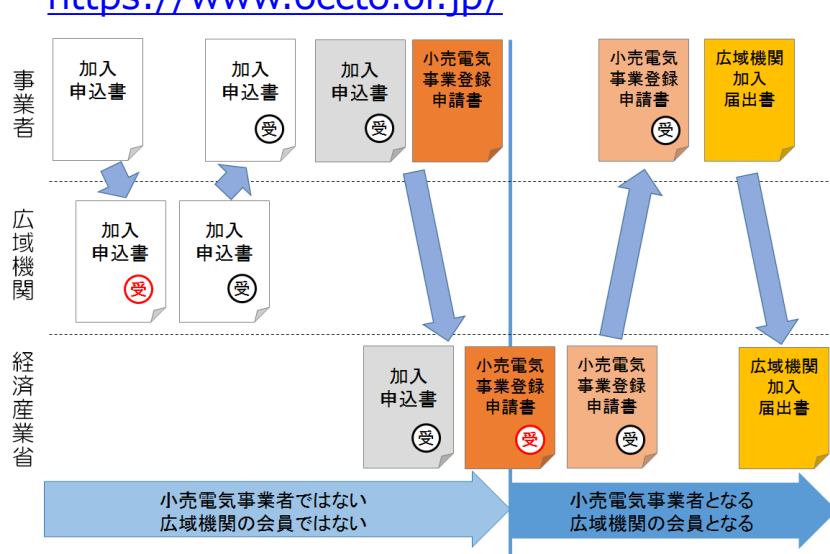 https://www.occto.or.jp/
事業者
加入
申込書
加入
申込書
受
加入
申込書
受
小売電気
事業登録
申請書
小売電気
事業登録
申請書
受
広域機関
加入
届出書
広域機関
加入
申込書
受
加入
申込書
受
経済産業省
加入
申込書
受
小売電気
事業登録
申請書
受
小売電気
事業登録
申請書
受
広域機関
加入
届出書
小売電気事業者ではない
広域機関の会員ではない
小売電気事業者となる
広域機関の会員となる